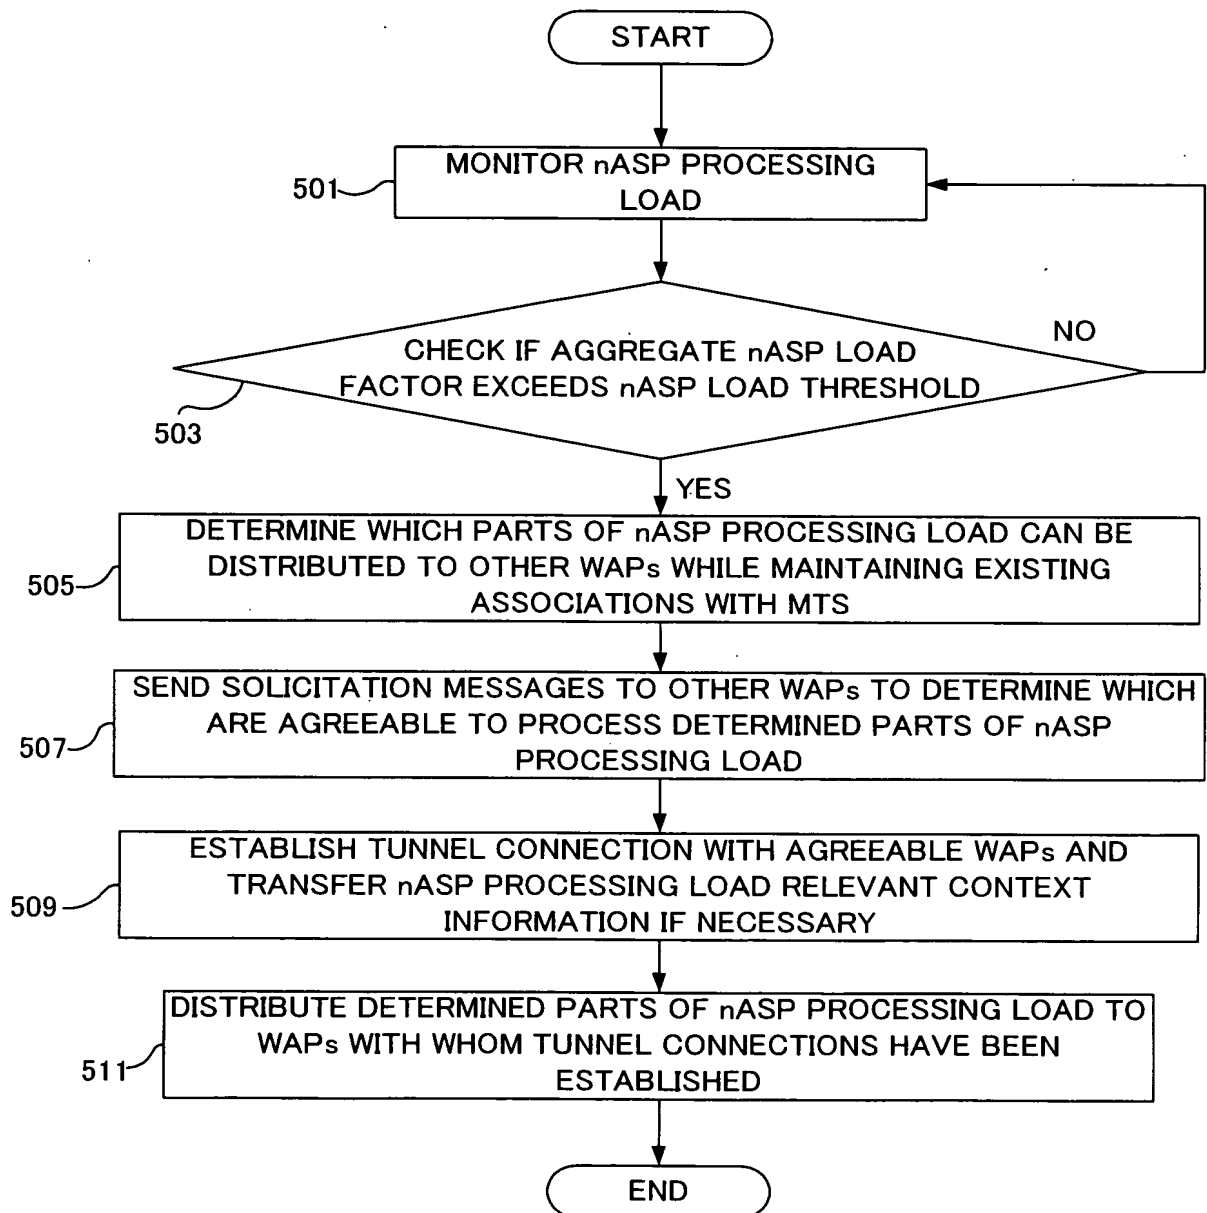 START
MONITOR nASP PROCESSING
LOAD
501
NO
CHECK IF AGGREGATE nASP LOAD
FACTOR EXCEEDS nASP LOAD THRESHOLD
503
YES
DETERMINE WHICH PARTS OF nASP PROCESSING LOAD CAN BE
DISTRIBUTED TO OTHER WAPs WHILE MAINTAINING EXISTING
ASSOCIATIONS WITH MTS
505
SEND SOLICITATION MESSAGES TO OTHER WAPs TO DETERMINE WHICH
ARE AGREEABLE TO PROCESS DETERMINED PARTS OF nASP
PROCESSING LOAD
507
ESTABLISH TUNNEL CONNECTION WITH AGREEABLE WAPs AND
TRANSFER nASP PROCESSING LOAD RELEVANT CONTEXT
INFORMATION IF NECESSARY
509
DISTRIBUTE DETERMINED PARTS OF nASP PROCESSING LOAD TO
WAPs WITH WHOM TUNNEL CONNECTIONS HAVE BEEN
ESTABLISHED
511
END